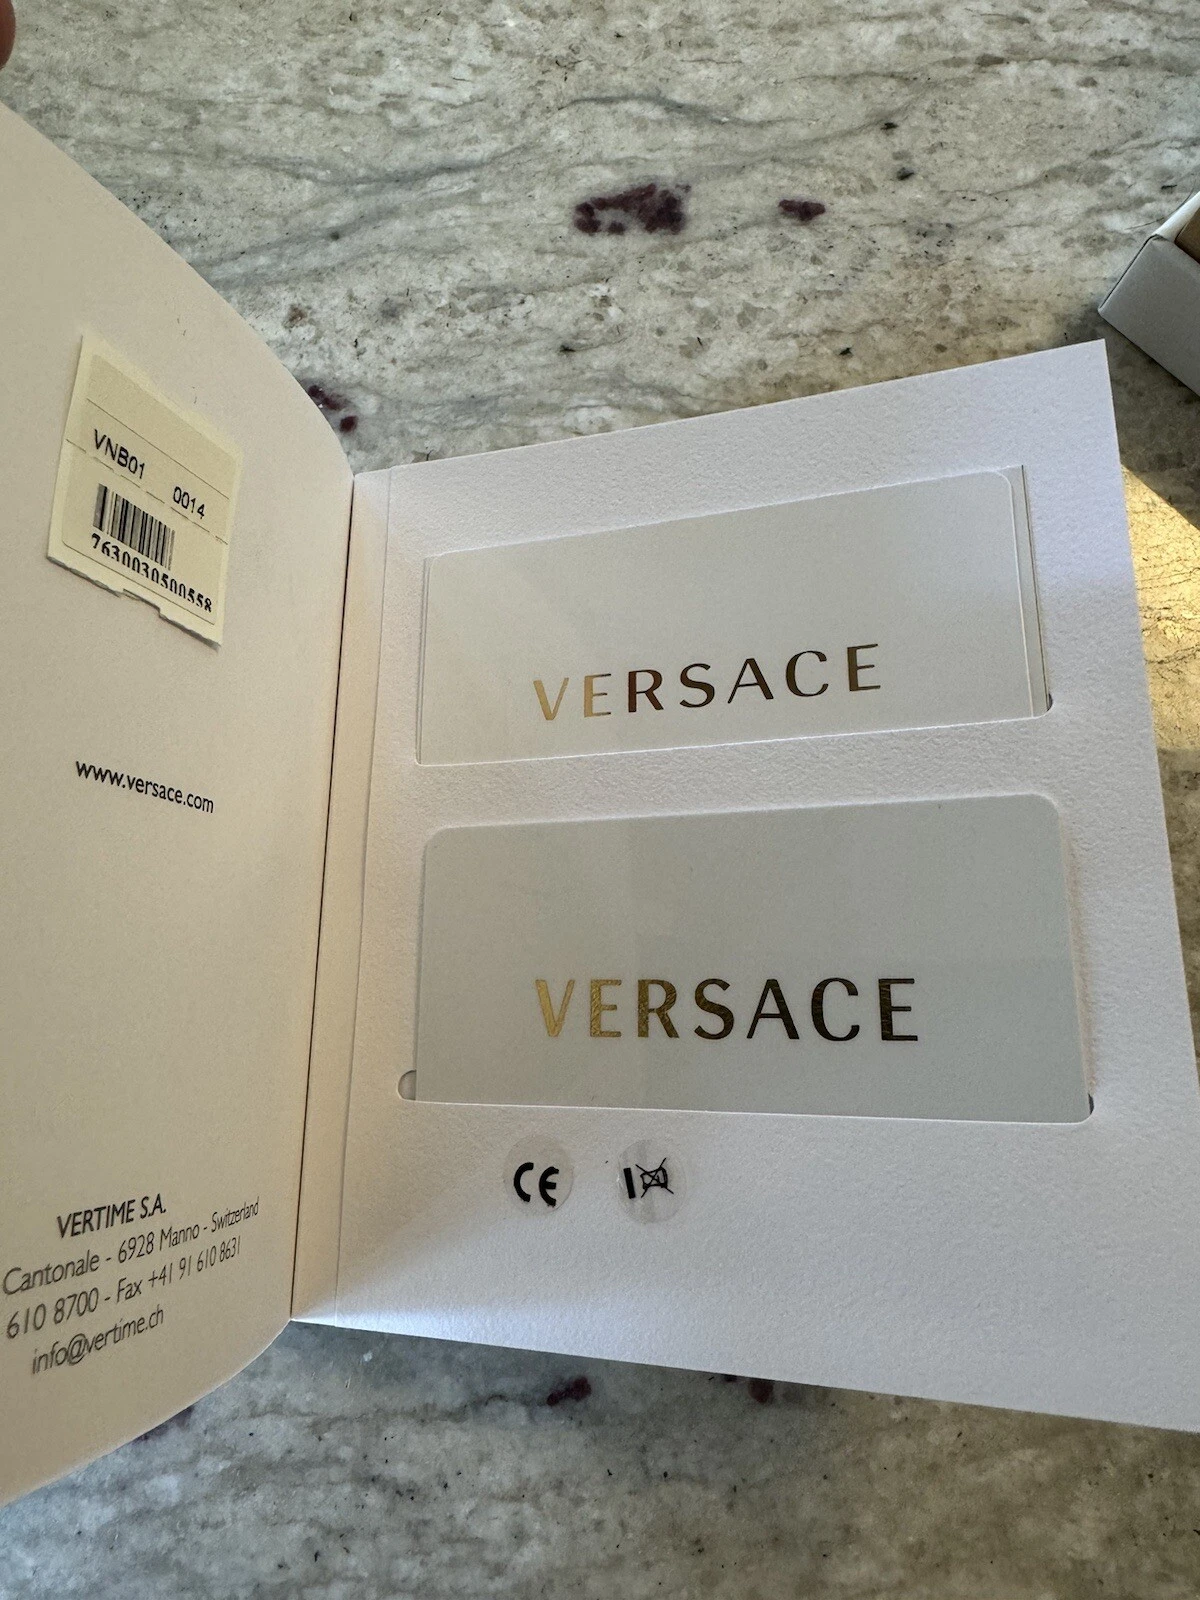 VNB01 0014
7630030500558
www.versace.com
VERTIME S.A.
Cantonale - 6928 Manno - Switzerland
610 8700 - Fax +41 91 610 8631
info@vertime.ch
VERSACE
VERSACE
CE